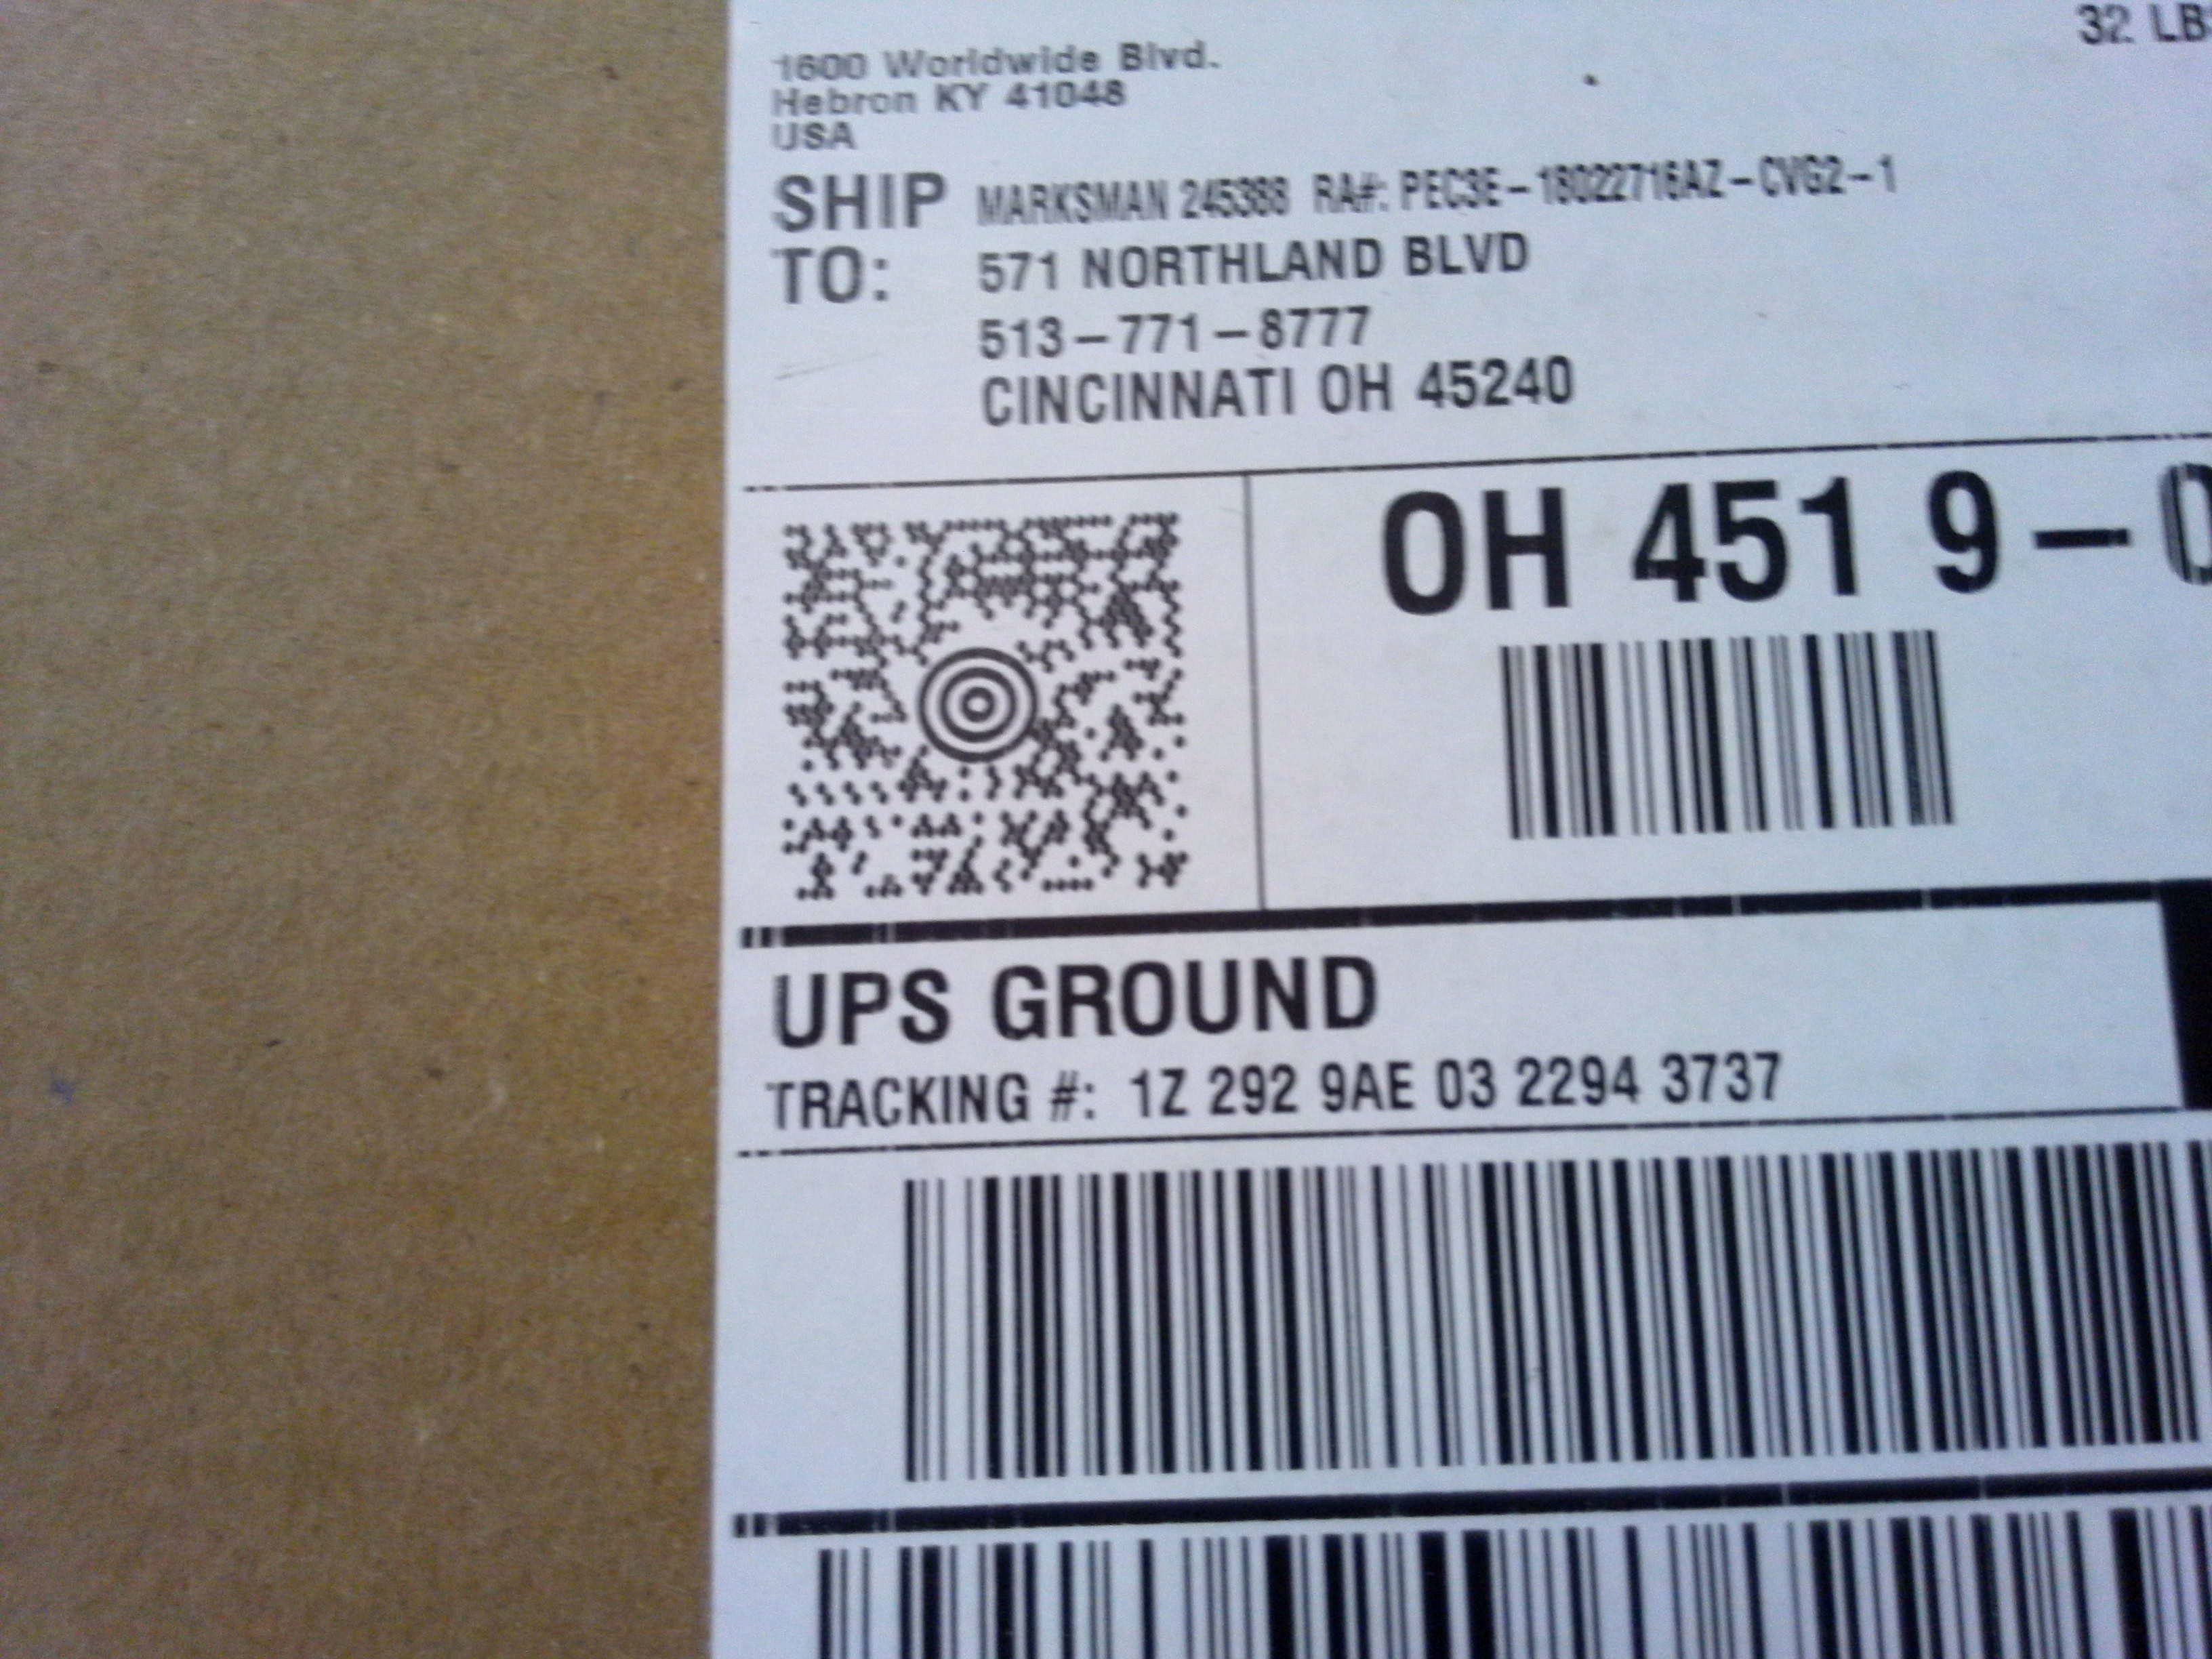 32 LB
1600 Worldwide Blvd.
Hebron KY 41048
USA
SHIP TO:
MARKSMAN 245388 RA#: PEC3E-18022716AZ-CVG2-1
571 NORTHLAND BLVD
513-771-8777
CINCINNATI OH 45240
OH 451 9-0
UPS GROUND
TRACKING #: 1Z 292 9AE 03 2294 3737